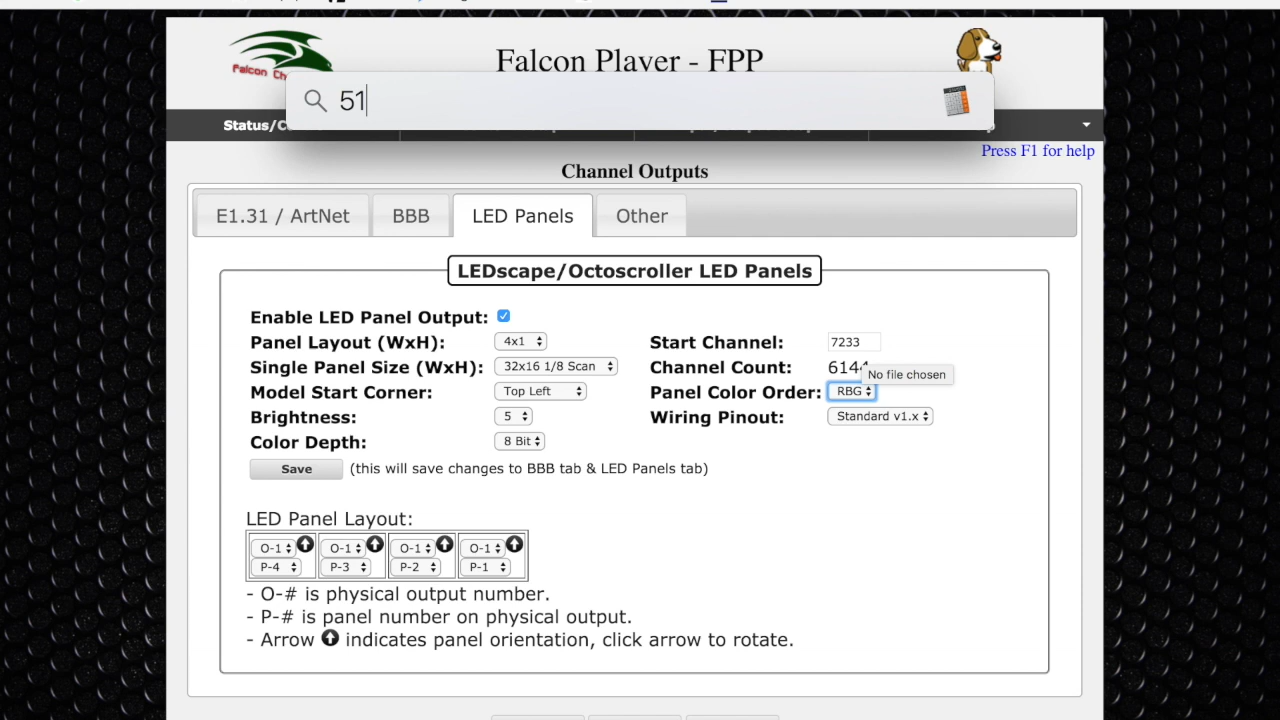 Falcon Player - FPP
Falcon Ch
51
Status/C
Press F1 for help
Channel Outputs
E1.31 / ArtNet BBB LED Panels Other
LEDscape/Octoscroller LED Panels
Enable LED Panel Output:
Panel Layout (WxH): 4x1 Start Channel: 7233
Single Panel Size (WxH): 32x16 1/8 Scan Channel Count: 6144
No file chosen
Model Start Corner: Top Left Panel Color Order: RBG
Brightness: 5 Wiring Pinout: Standard v1.x
Color Depth: 8 Bit
Save (this will save changes to BBB tab & LED Panels tab)
LED Panel Layout:
O-1 O-1 O-1 O-1
P-4 P-3 P-2 P-1
- O-# is physical output number.
- P-# is panel number on physical output.
- Arrow indicates panel orientation, click arrow to rotate.